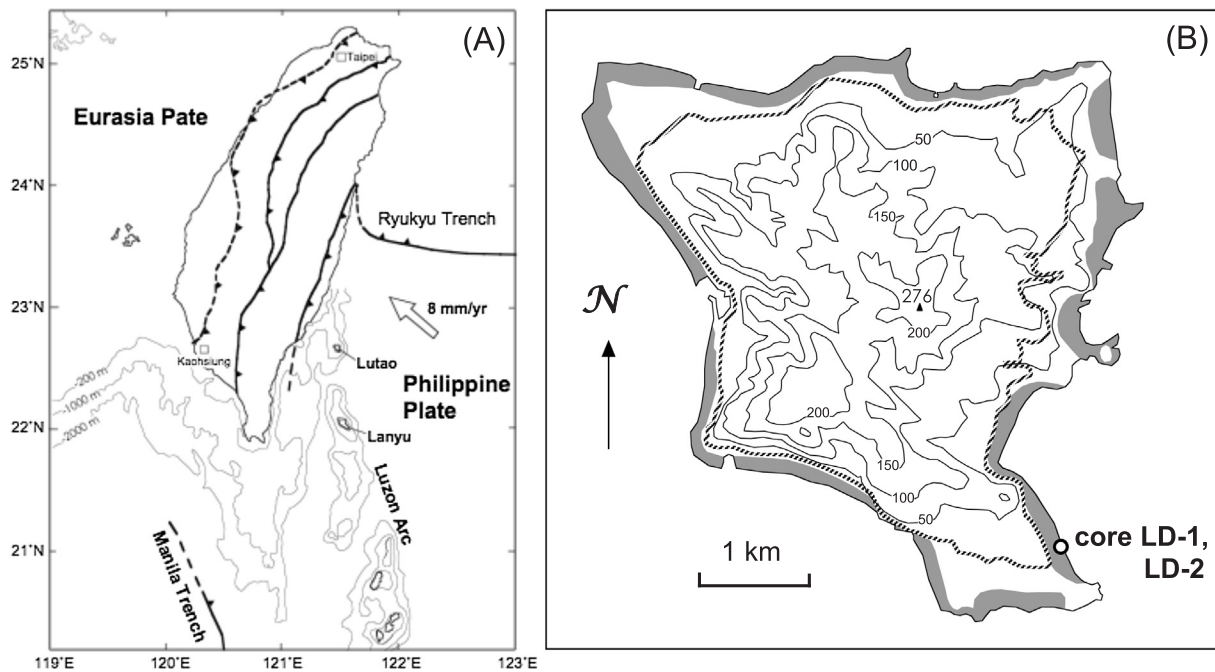 (A)
25°N
Taipei
Eurasia Pate
24°N
Ryukyu Trench
23°N
8 mm/yr
Kaohsiung
Lutao
-200 m
-1000 m
-2000 m
Philippine
Plate
22°N
Lanyu
Luzon Arc
21°N
Manila Trench
119°E
120°E
121°E
122°E
123°E
(B)
50
100
150
N
276
200
200
150
100
50
1 km
core LD-1,
LD-2